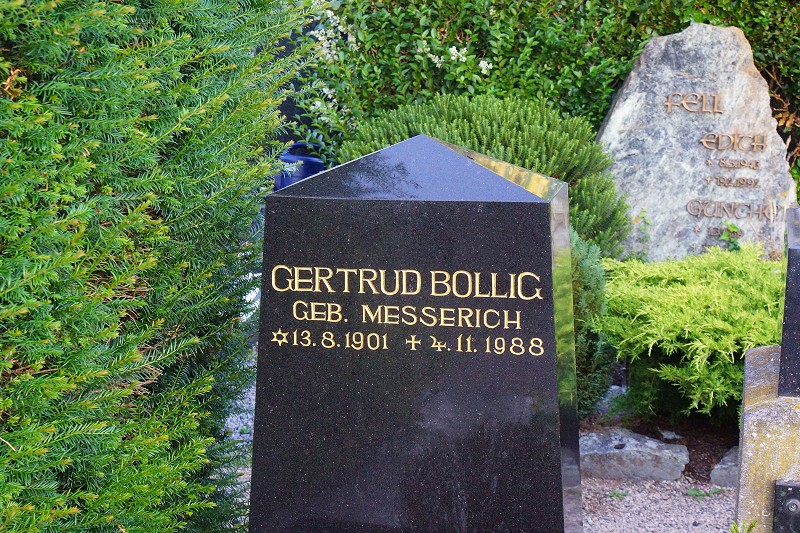 GERTRUD BOLLIG
GEB. MESSERICH
✡13.8.1901 ✝4.11.1988
FELL
EDITH